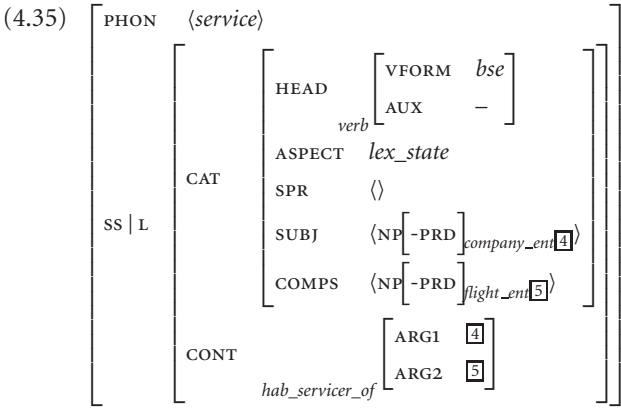 (4.35)
PHON ⟨service⟩
SS | L
CAT
HEAD
verb
VFORM bse
AUX –
ASPECT lex_state
SPR ⟨⟩
SUBJ ⟨NP[-PRD]company_ent 4⟩
COMPS ⟨NP[-PRD]flight_ent 5⟩
CONT
hab_servicer_of
ARG1 4
ARG2 5